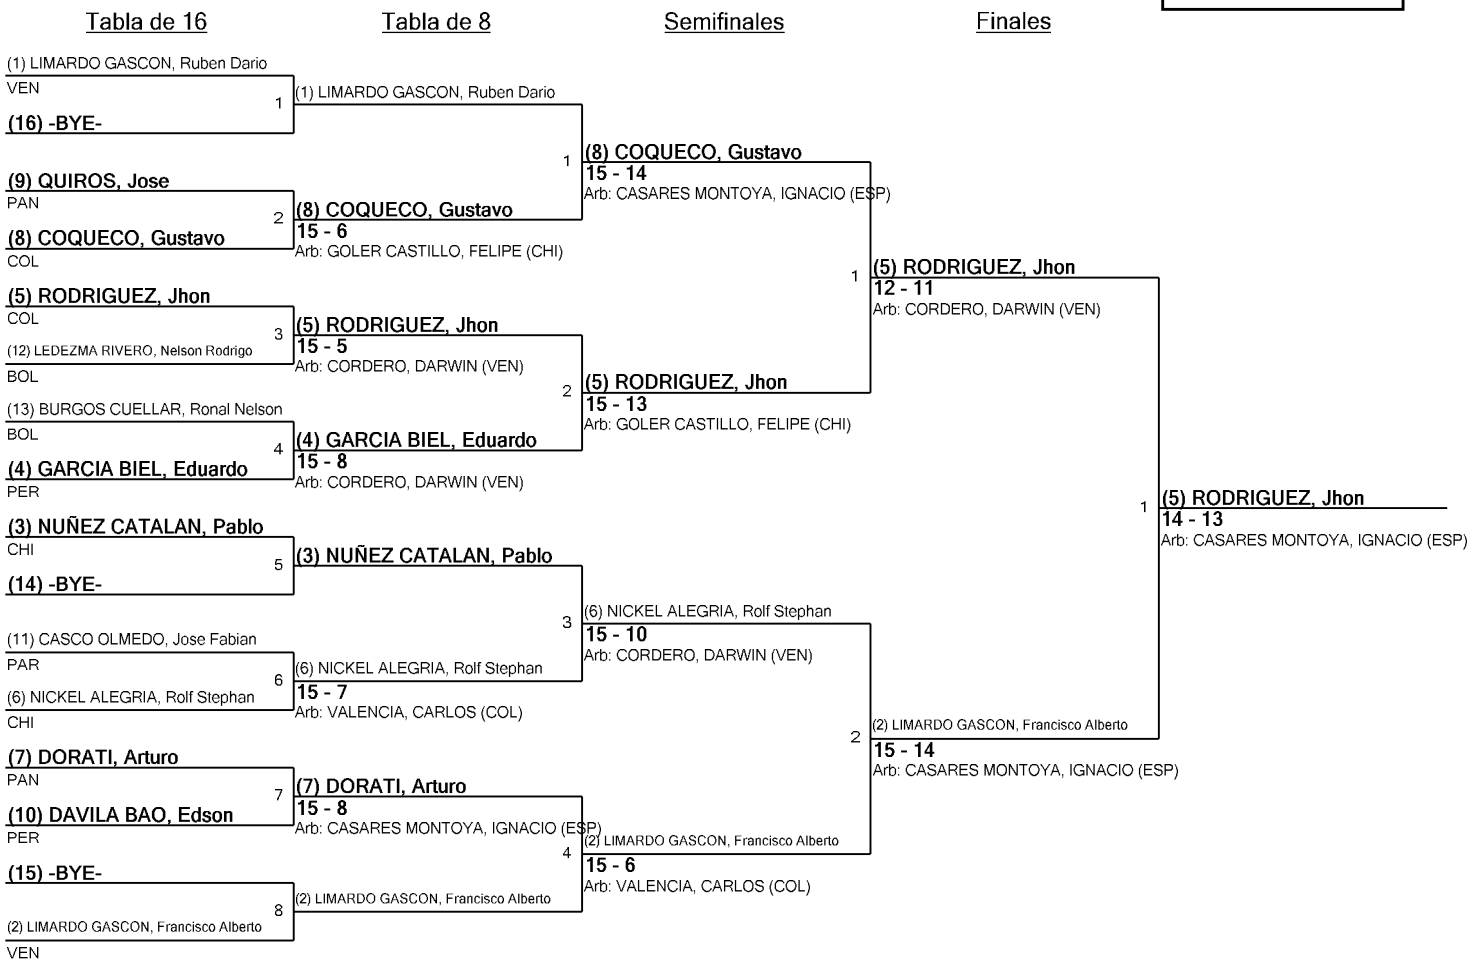 Tabla de 16
Tabla de 8
Semifinales
Finales
(1) LIMARDO GASCON, Ruben Dario
VEN
1
(16) -BYE-
(9) QUIROS, Jose
PAN
2
(8) COQUECO, Gustavo
COL
(5) RODRIGUEZ, Jhon
COL
3
(12) LEDEZMA RIVERO, Nelson Rodrigo
BOL
(13) BURGOS CUELLAR, Ronal Nelson
BOL
4
(4) GARCIA BIEL, Eduardo
PER
(3) NUÑEZ CATALAN, Pablo
CHI
5
(14) -BYE-
(11) CASCO OLMEDO, Jose Fabian
PAR
6
(6) NICKEL ALEGRIA, Rolf Stephan
CHI
(7) DORATI, Arturo
PAN
7
(10) DAVILA BAO, Edson
PER
(15) -BYE-
8
(2) LIMARDO GASCON, Francisco Alberto
VEN
(1) LIMARDO GASCON, Ruben Dario
1
(8) COQUECO, Gustavo
15 - 6
Arb: GOLER CASTILLO, FELIPE (CHI)
(5) RODRIGUEZ, Jhon
15 - 5
Arb: CORDERO, DARWIN (VEN)
2
(4) GARCIA BIEL, Eduardo
15 - 8
Arb: CORDERO, DARWIN (VEN)
(3) NUÑEZ CATALAN, Pablo
3
(6) NICKEL ALEGRIA, Rolf Stephan
15 - 7
Arb: VALENCIA, CARLOS (COL)
(7) DORATI, Arturo
15 - 8
Arb: CASARES MONTOYA, IGNACIO (ESP)
4
(2) LIMARDO GASCON, Francisco Alberto
(8) COQUECO, Gustavo
15 - 14
Arb: CASARES MONTOYA, IGNACIO (ESP)
1
(5) RODRIGUEZ, Jhon
15 - 13
Arb: GOLER CASTILLO, FELIPE (CHI)
(6) NICKEL ALEGRIA, Rolf Stephan
15 - 10
Arb: CORDERO, DARWIN (VEN)
2
(2) LIMARDO GASCON, Francisco Alberto
15 - 6
Arb: VALENCIA, CARLOS (COL)
(5) RODRIGUEZ, Jhon
12 - 11
Arb: CORDERO, DARWIN (VEN)
1
(2) LIMARDO GASCON, Francisco Alberto
15 - 14
Arb: CASARES MONTOYA, IGNACIO (ESP)
(5) RODRIGUEZ, Jhon
14 - 13
Arb: CASARES MONTOYA, IGNACIO (ESP)